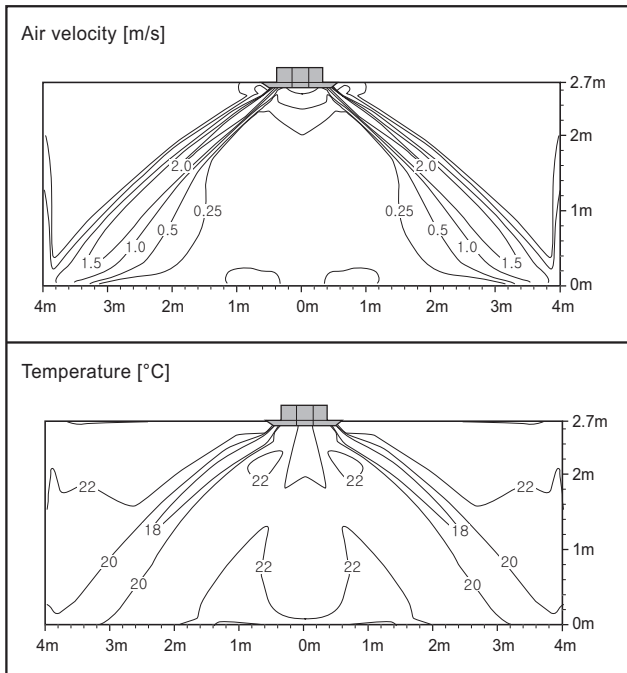 Air velocity [m/s]
2.7m
2m
2.0 2.0
0.25 0.25 1m
0.5 0.5
1.0 1.0
1.5 1.5
0m
4m 3m 2m 1m 0m 1m 2m 3m 4m
Temperature [°C]
2.7m
2m
22 22 22 22
18 18
1m
20 20
22 22
20 20
0m
4m 3m 2m 1m 0m 1m 2m 3m 4m